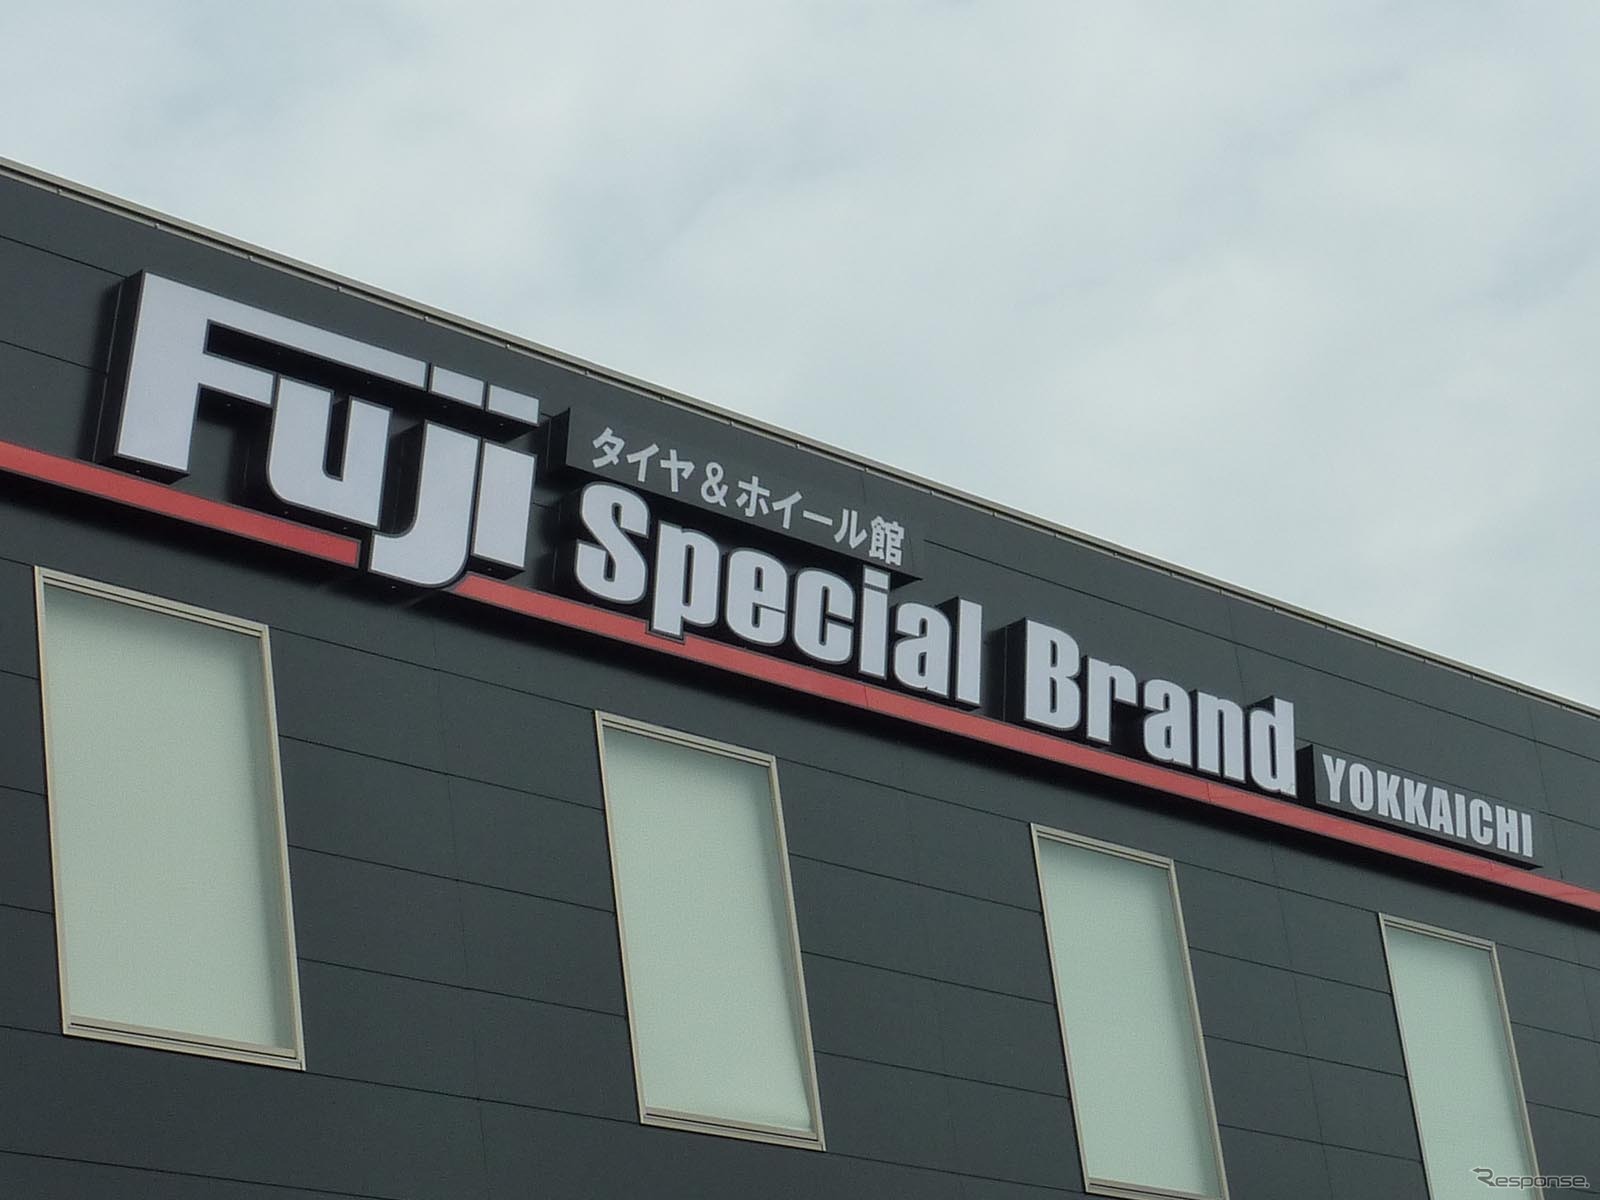 Fuji
タイヤ&ホイール館
Special Brand
YOKKAICHI
Response.